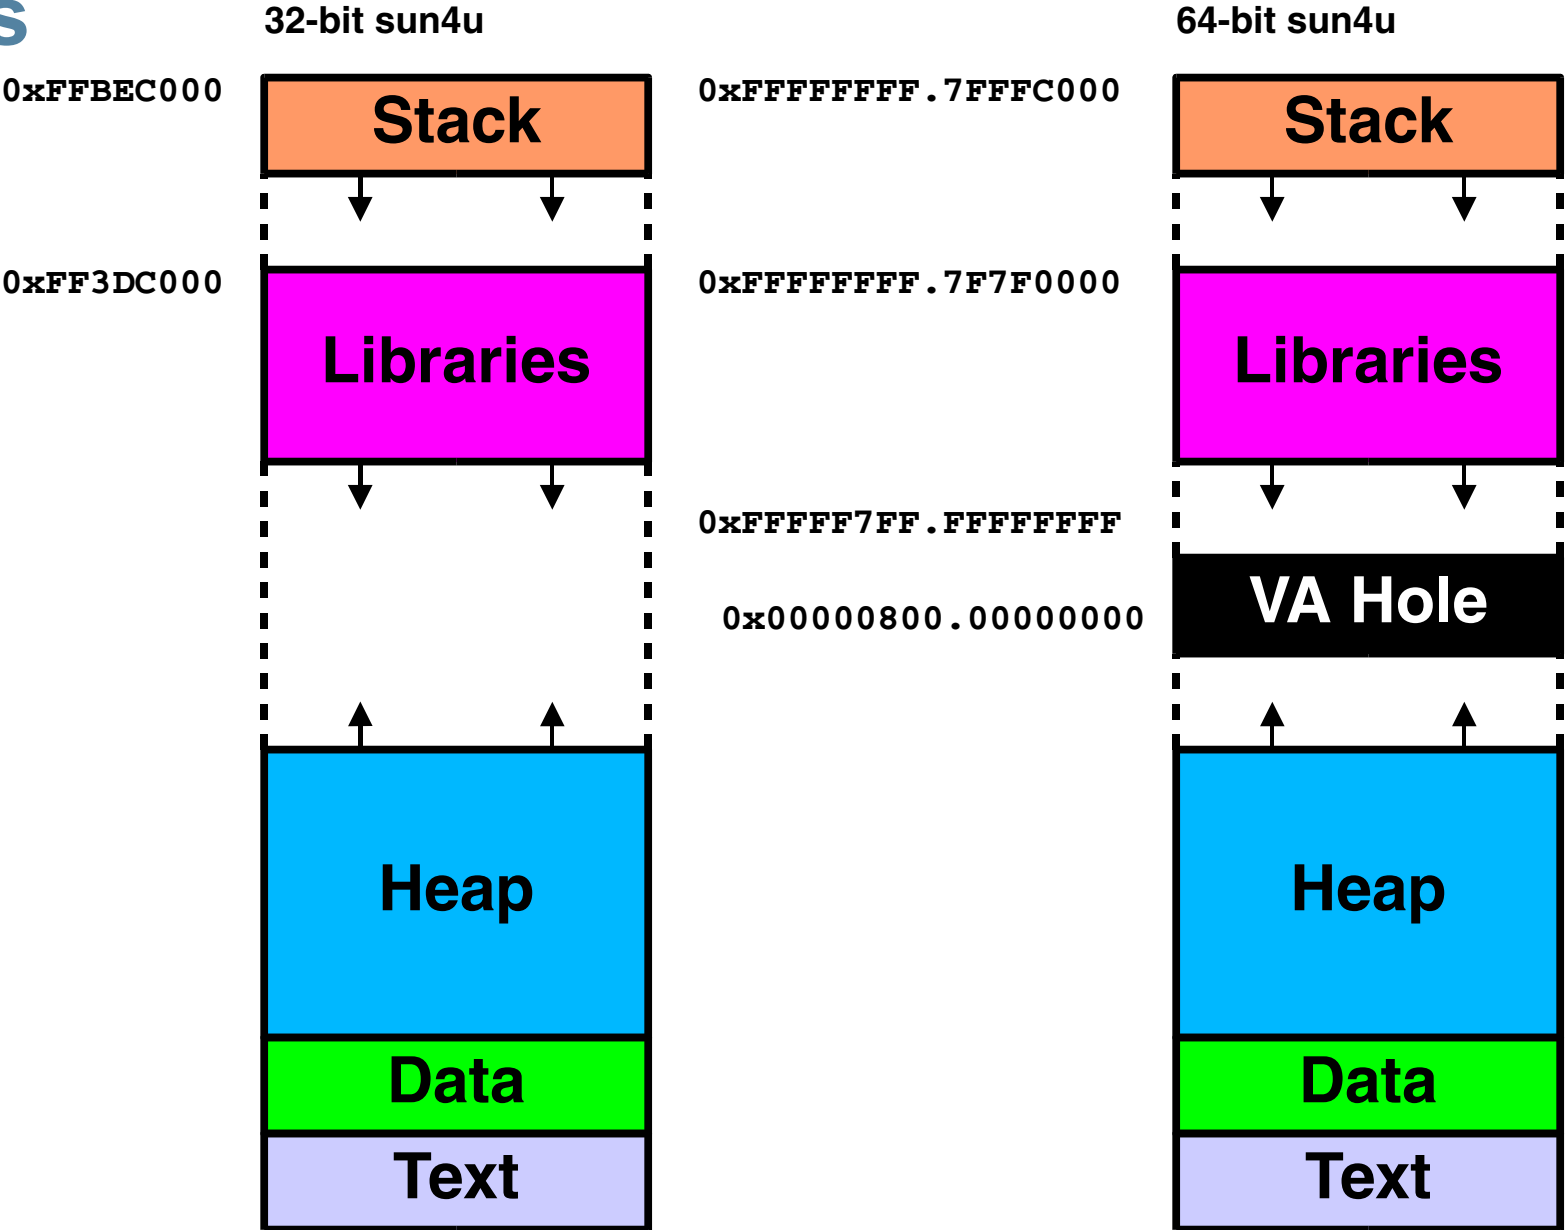 s
32-bit sun4u
64-bit sun4u
0xFFBEC000
Stack
0xFFFFFFFF.7FFFC000
Stack
0xFF3DC000
Libraries
0xFFFFFFFF.7F7F0000
Libraries
0xFFFFF7FF.FFFFFFFF
VA Hole
0x00000800.00000000
Heap
Heap
Data
Data
Text
Text